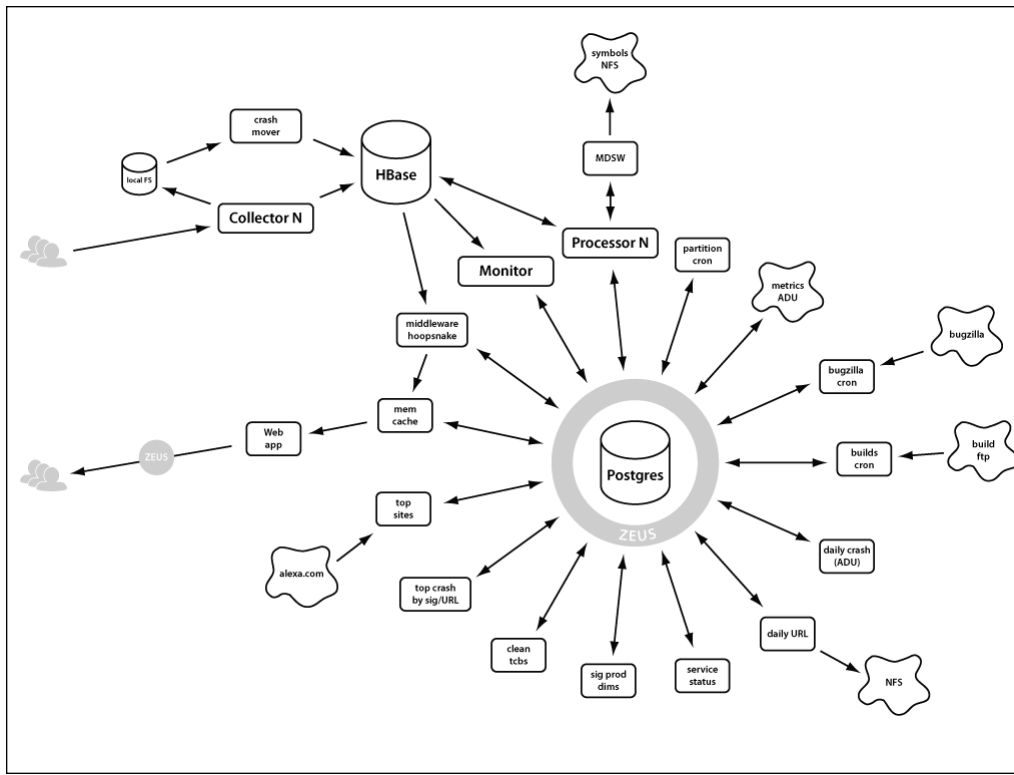 symbols
NFS
crash
mover
HBase
MDSW
local FS
Collector N
Processor N
partition
cron
Monitor
metrics
ADU
middleware
hoopsnake
bugzilla
bugzilla
cron
mem
cache
Web
app
ZEUS
build
ftp
builds
cron
Postgres
ZEUS
top
sites
alexa.com
daily crash
(ADU)
top crash
by sig/URL
daily URL
clean
tcbs
sig prod
dims
service
status
NFS